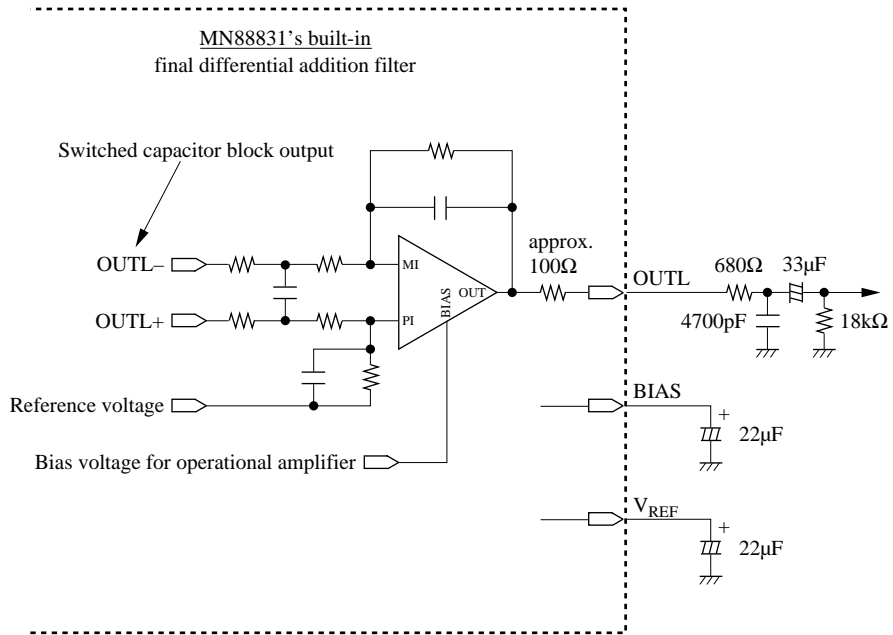 MN88831's built-in
final differential addition filter
Switched capacitor block output
OUTL–
OUTL+
MI
PI
BIAS
OUT
approx.
100Ω
OUTL
680Ω
33µF
4700pF
18kΩ
Reference voltage
Bias voltage for operational amplifier
BIAS
+
22µF
VREF
+
22µF